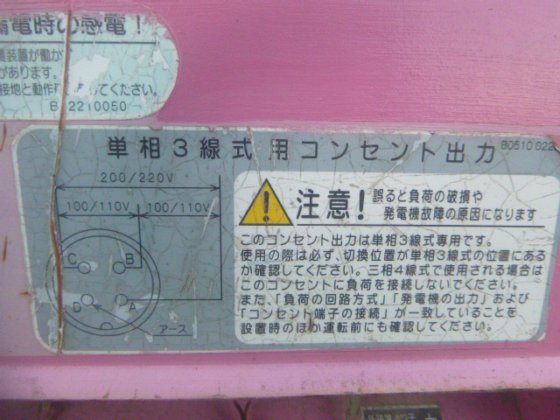 漏電時の感電！
装置が働か
があります。
接地と動作
してください。
2210050
単相３線式用コンセント出力
B0510022
200/220V
100/110V
100/110V
C
B
D
A
アース
注意！
誤ると負荷の破損や
発電機故障の原因になります
このコンセント出力は単相３線式専用です。
使用の際は必ず、切換位置が単相３線式の位置にある
か確認してください。三相４線式で使用される場合は
このコンセントに負荷を接続しないでください。
また、「負荷の回路方式」「発電機の出力」および
「コンセント端子の接続」が一致していることを
設置時のほか運転前にも確認してください。